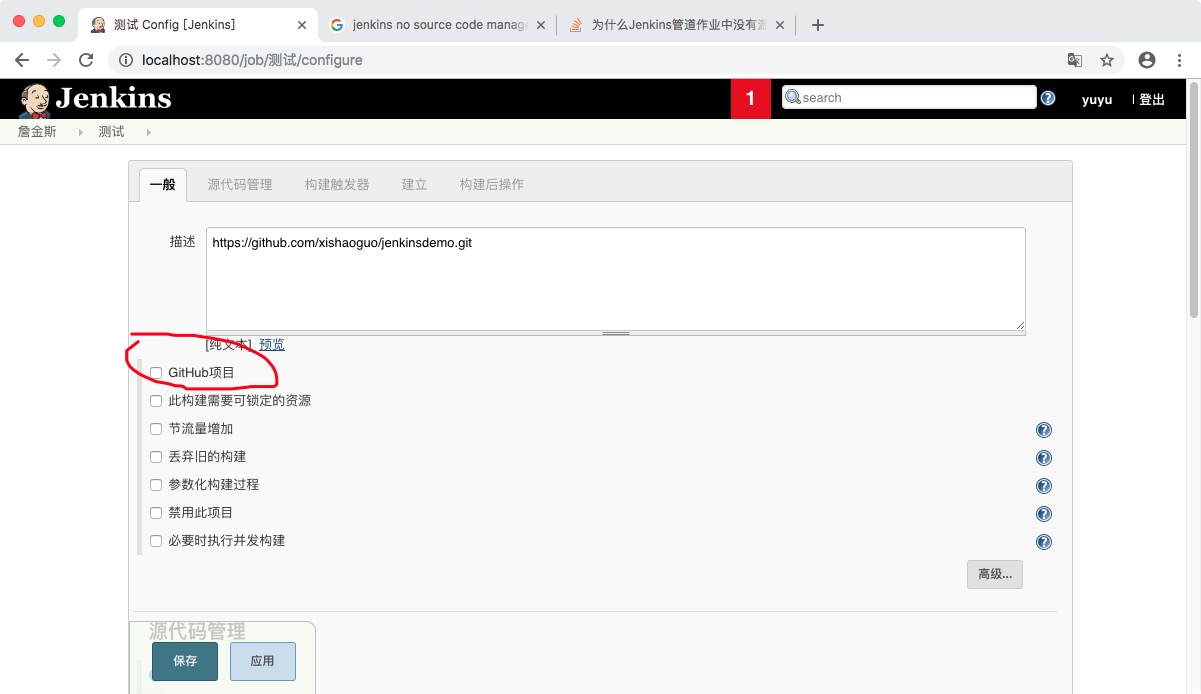 测试 Config [Jenkins]
jenkins no source code manag
为什么Jenkins管道作业中没有
localhost:8080/job/测试/configure
Jenkins
1
search
yuyu
登出
詹金斯
测试
一般
源代码管理
构建触发器
建立
构建后操作
描述
https://github.com/xishaoguo/jenkinsdemo.git
[纯文本] 预览
GitHub项目
此构建需要可锁定的资源
节流量增加
丢弃旧的构建
参数化构建过程
禁用此项目
必要时执行并发构建
高级...
源代码管理
保存
应用